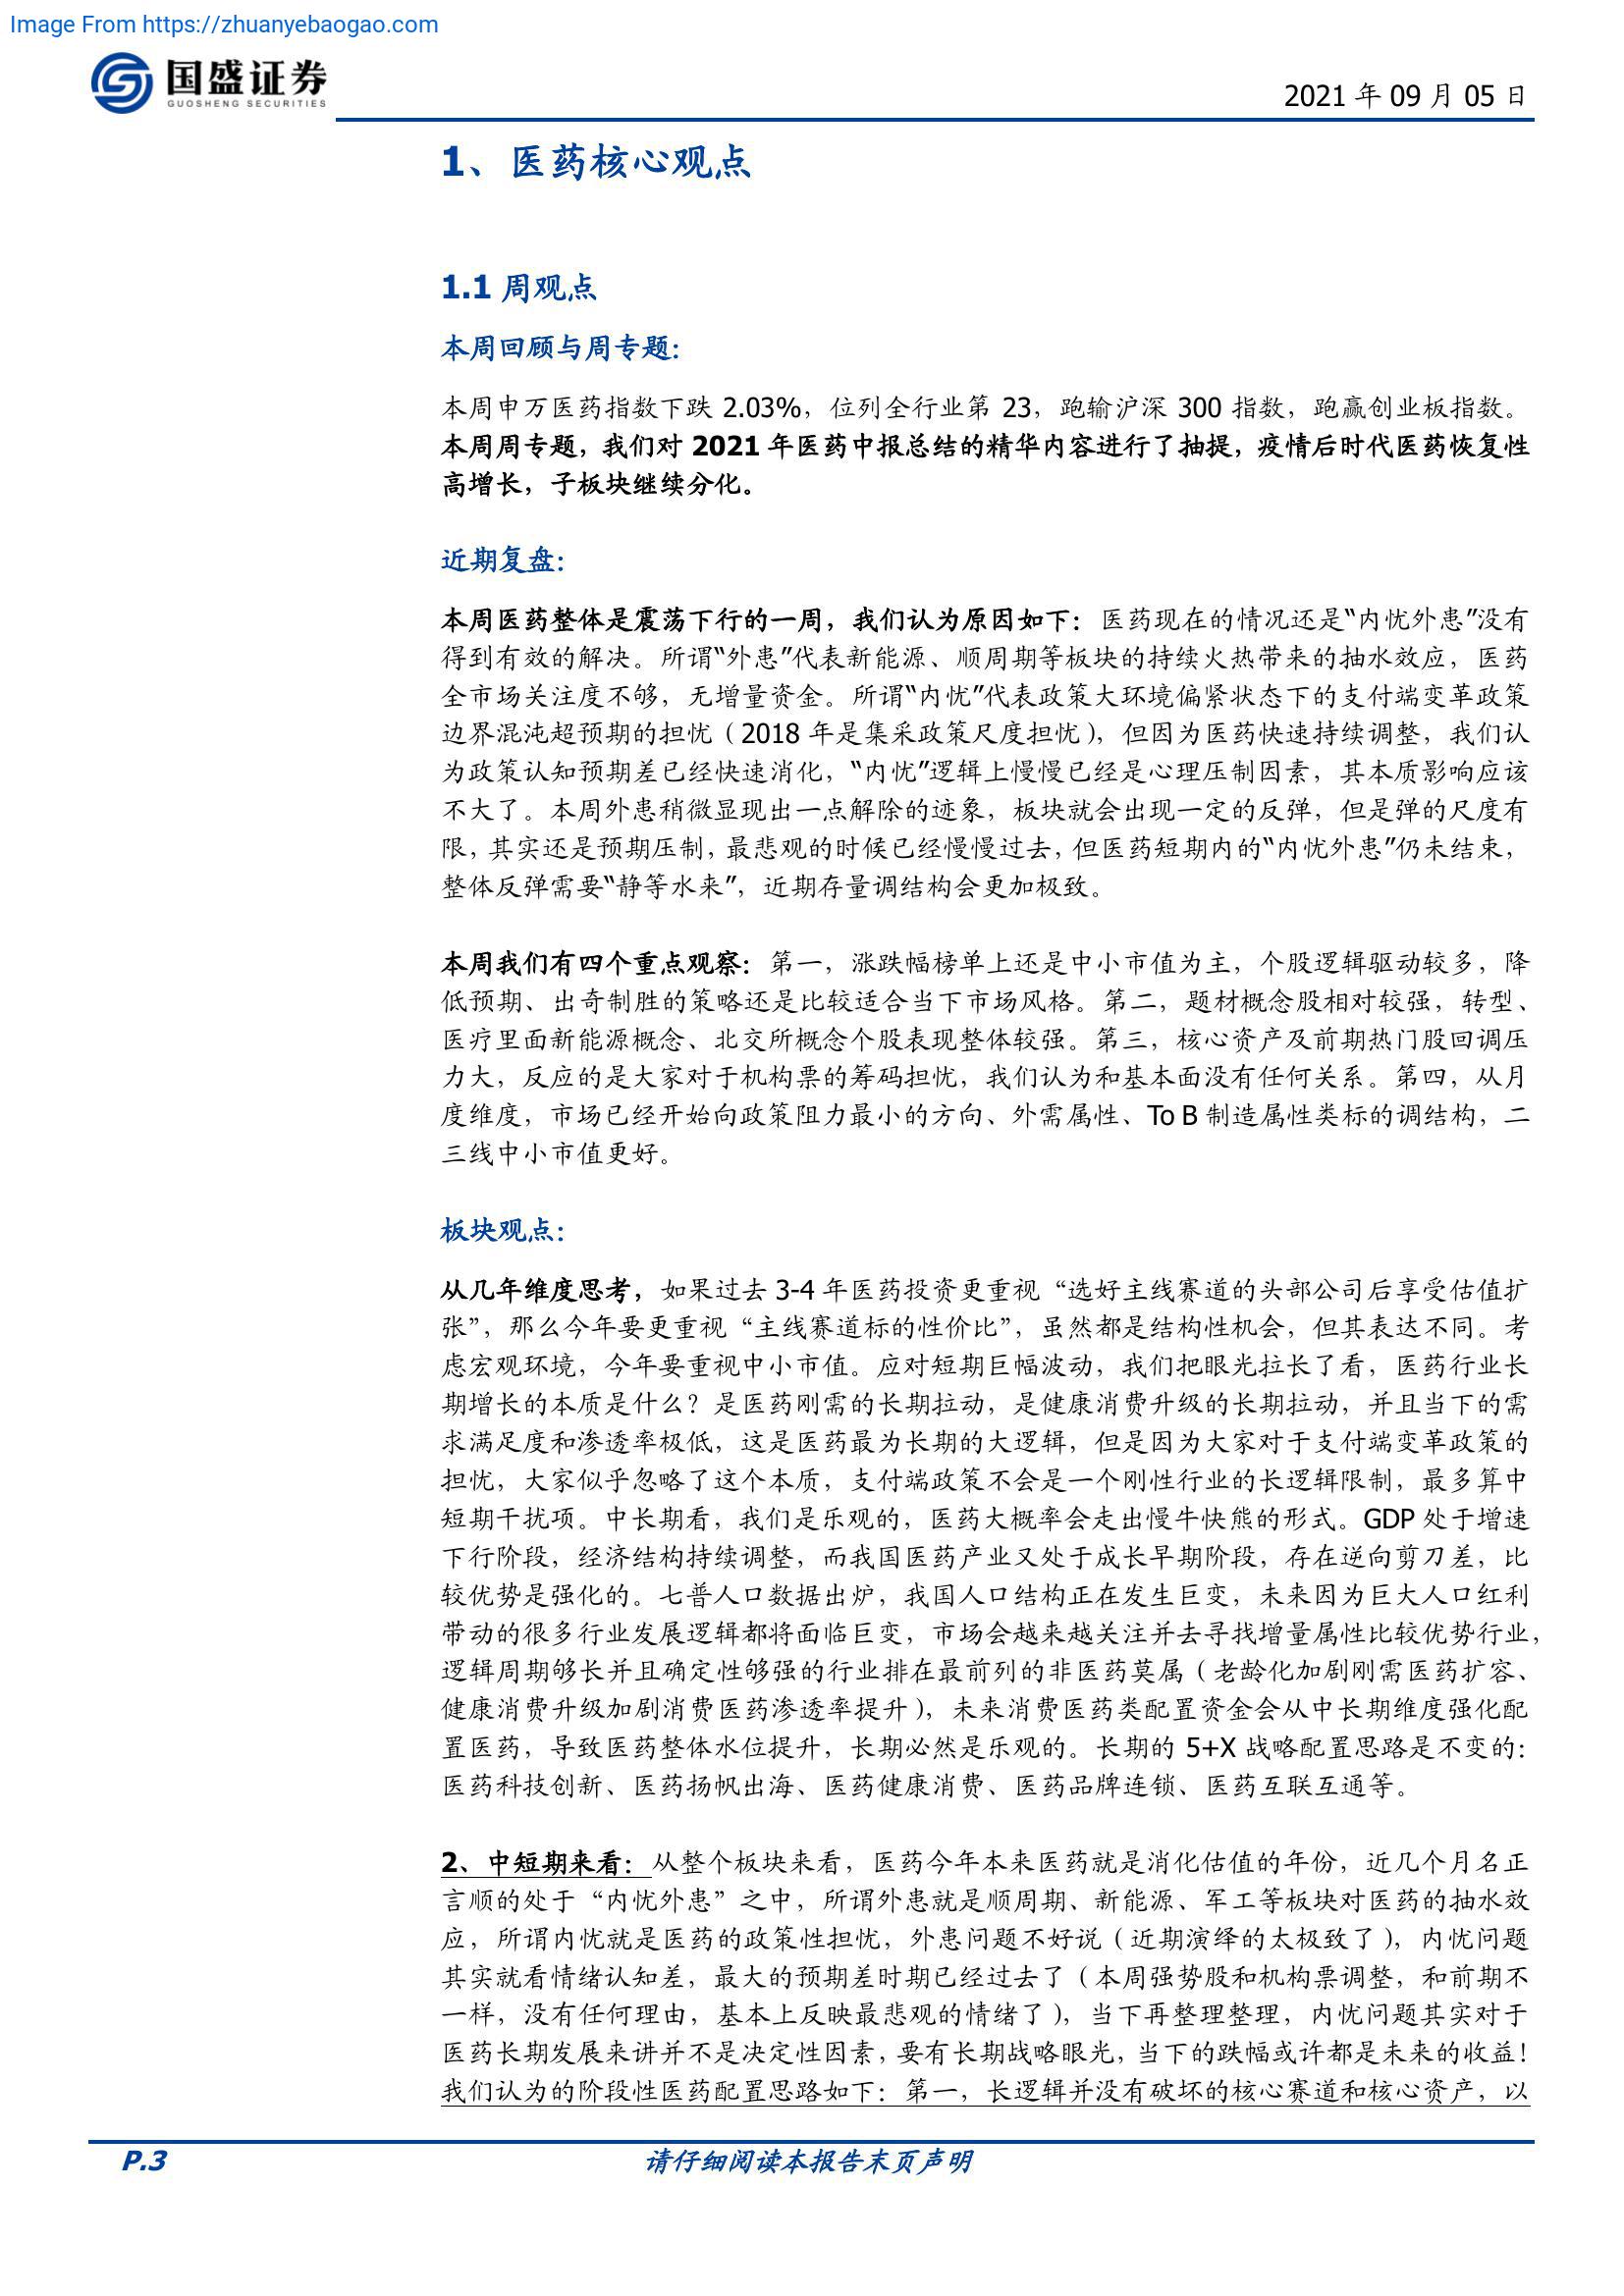 Image From https://zhuanyebaogao.com
国盛证券
GUOSHENG SECURITIES
2021 年 09 月 05 日
1、医药核心观点
1.1 周观点
本周回顾与周专题：
本周申万医药指数下跌 2.03%，位列全行业第 23，跑输沪深 300 指数，跑赢创业板指数。
本周周专题，我们对 2021 年医药中报总结的精华内容进行了抽提，疫情后时代医药恢复性
高增长，子板块继续分化。
近期复盘：
本周医药整体是震荡下行的一周，我们认为原因如下：医药现在的情况还是“内忧外患”没有
得到有效的解决。所谓“外患”代表新能源、顺周期等板块的持续火热带来的抽水效应，医药
全市场关注度不够，无增量资金。所谓“内忧”代表政策大环境偏紧状态下的支付端变革政策
边界混沌超预期的担忧（2018 年是集采政策尺度担忧），但因为医药快速持续调整，我们认
为政策认知预期差已经快速消化，“内忧”逻辑上慢慢已经是心理压制因素，其本质影响应该
不大了。本周外患稍微显现出一点解除的迹象，板块就会出现一定的反弹，但是弹的尺度有
限，其实还是预期压制，最悲观的时候已经慢慢过去，但医药短期内的“内忧外患”仍未结束，
整体反弹需要“静等水来”，近期存量调结构会更加极致。
本周我们有四个重点观察：第一，涨跌幅榜单上还是中小市值为主，个股逻辑驱动较多，降
低预期、出奇制胜的策略还是比较适合当下市场风格。第二，题材概念股相对较强，转型、
医疗里面新能源概念、北交所概念个股表现整体较强。第三，核心资产及前期热门股回调压
力大，反应的是大家对于机构票的筹码担忧，我们认为和基本面没有任何关系。第四，从月
度维度，市场已经开始向政策阻力最小的方向、外需属性、To B 制造属性类标的调结构，二
三线中小市值更好。
板块观点：
从几年维度思考，如果过去 3-4 年医药投资更重视“选好主线赛道的头部公司后享受估值扩
张”，那么今年要更重视“主线赛道标的性价比”，虽然都是结构性机会，但其表达不同。考
虑宏观环境，今年要重视中小市值。应对短期巨幅波动，我们把眼光拉长了看，医药行业长
期增长的本质是什么？是医药刚需的长期拉动，是健康消费升级的长期拉动，并且当下的需
求满足度和渗透率极低，这是医药最为长期的大逻辑，但是因为大家对于支付端变革政策的
担忧，大家似乎忽略了这个本质，支付端政策不会是一个刚性行业的长逻辑限制，最多算中
短期干扰项。中长期看，我们是乐观的，医药大概率会走出慢牛快熊的形式。GDP 处于增速
下行阶段，经济结构持续调整，而我国医药产业又处于成长早期阶段，存在逆向剪刀差，比
较优势是强化的。七普人口数据出炉，我国人口结构正在发生巨变，未来因为巨大人口红利
带动的很多行业发展逻辑都将面临巨变，市场会越来越关注并去寻找增量属性比较优势行业，
逻辑周期够长并且确定性够强的行业排在最前列的非医药莫属（老龄化加剧刚需医药扩容、
健康消费升级加剧消费医药渗透率提升），未来消费医药类配置资金会从中长期维度强化配
置医药，导致医药整体水位提升，长期必然是乐观的。长期的 5+X 战略配置思路是不变的：
医药科技创新、医药扬帆出海、医药健康消费、医药品牌连锁、医药互联互通等。
2、中短期来看：从整个板块来看，医药今年本来医药就是消化估值的年份，近几个月名正
言顺的处于“内忧外患”之中，所谓外患就是顺周期、新能源、军工等板块对医药的抽水效
应，所谓内忧就是医药的政策性担忧，外患问题不好说（近期演绎的太极致了），内忧问题
其实就看情绪认知差，最大的预期差时期已经过去了（本周强势股和机构票调整，和前期不
一样，没有任何理由，基本上反映最悲观的情绪了），当下再整理整理，内忧问题其实对于
医药长期发展来讲并不是决定性因素，要有长期战略眼光，当下的跌幅或许都是未来的收益！
我们认为的阶段性医药配置思路如下：第一，长逻辑并没有破坏的核心赛道和核心资产，以
P.3
请仔细阅读本报告末页声明